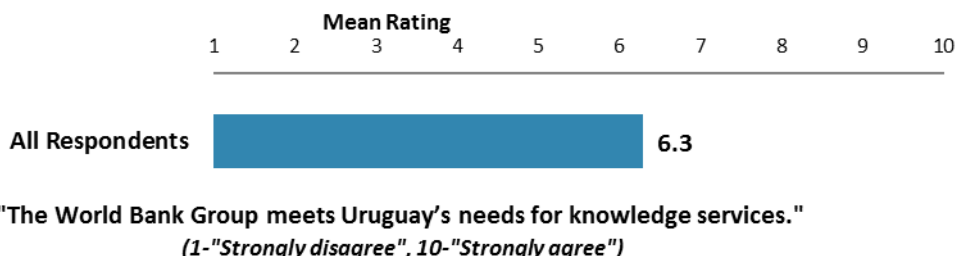 Mean Rating
1 2 3 4 5 6 7 8 9 10
All Respondents 6.3
"The World Bank Group meets Uruguay’s needs for knowledge services."
(1-"Strongly disagree", 10-"Strongly agree")